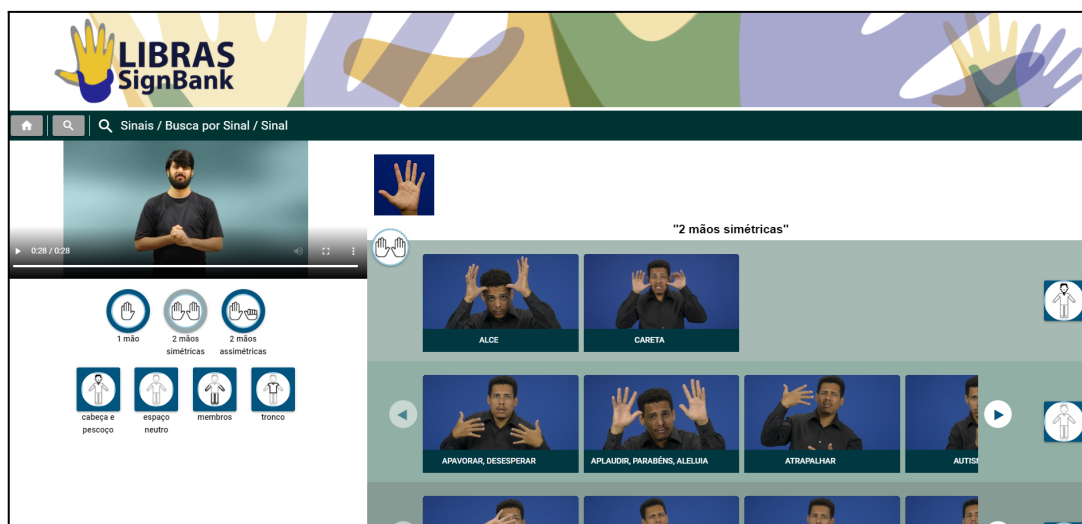 LIBRAS
SignBank
Sinais / Busca por Sinal / Sinal
0:28 / 0:28
1 mão
2 mãos
simétricas
2 mãos
assimétricas
cabeça e
pescoço
espaço
neutro
membros
tronco
"2 mãos simétricas"
ALCE
CARETA
APAVORAR, DESESPERAR
APLAUDIR, PARABÉNS, ALELUIA
ATRAPALHAR